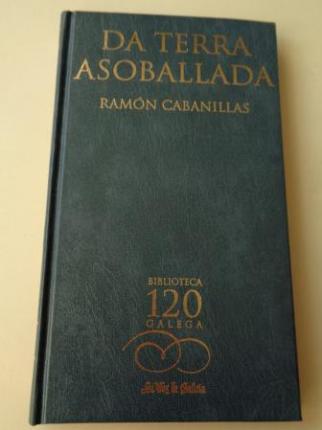 DA TERRA
ASOBALLADA
RAMÓN CABANILLAS
BIBLIOTECA
120
GALEGA
La Voz de Galicia